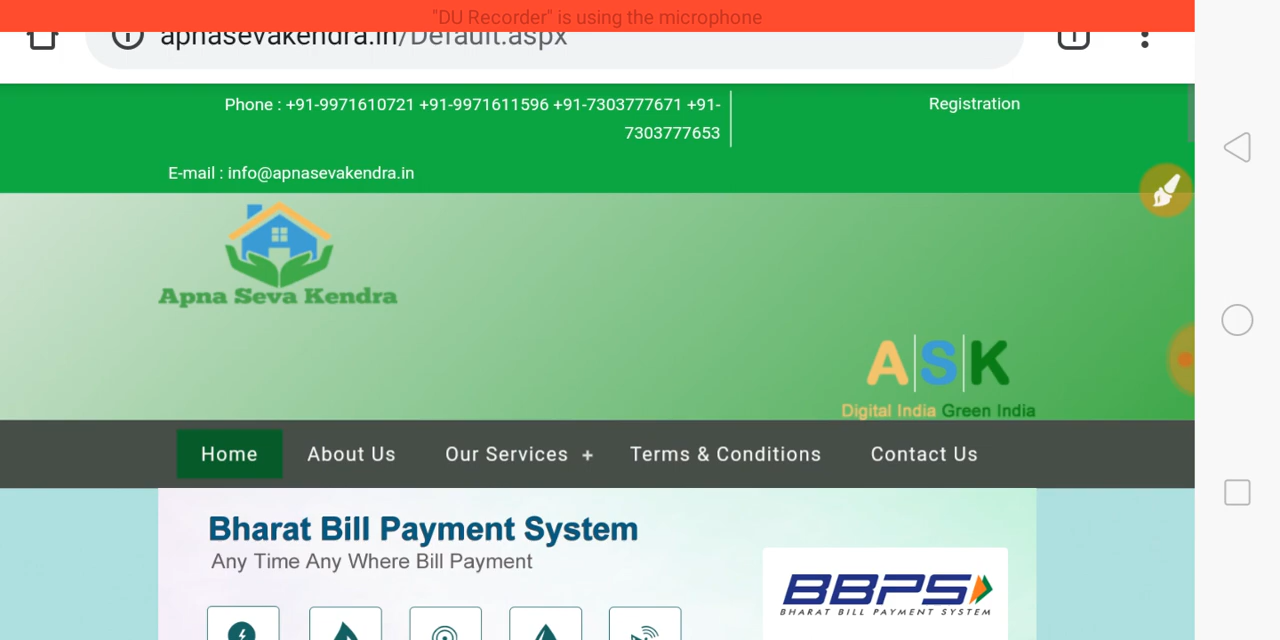 "DU Recorder" is using the microphone
apnasevakendra.in/Default.aspx
Phone : +91-9971610721 +91-9971611596 +91-7303777671 +91-
7303777653
Registration
E-mail : info@apnasevakendra.in
Apna Seva Kendra
A|S|K
Digital India Green India
Home
About Us
Our Services +
Terms & Conditions
Contact Us
Bharat Bill Payment System
Any Time Any Where Bill Payment
BBPS
BHARAT BILL PAYMENT SYSTEM